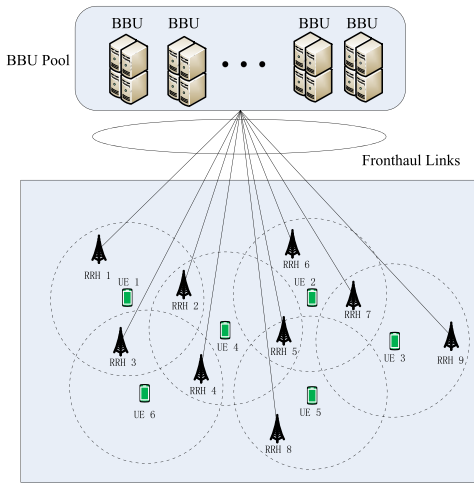 BBU BBU BBU BBU
BBU Pool
Fronthaul Links
RRH 6
RRH 1
UE 1
UE 2
RRH 2
RRH 7
UE 4
RRH 5
UE 3
RRH 3
RRH 9
RRH 4
UE 6
UE 5
RRH 8